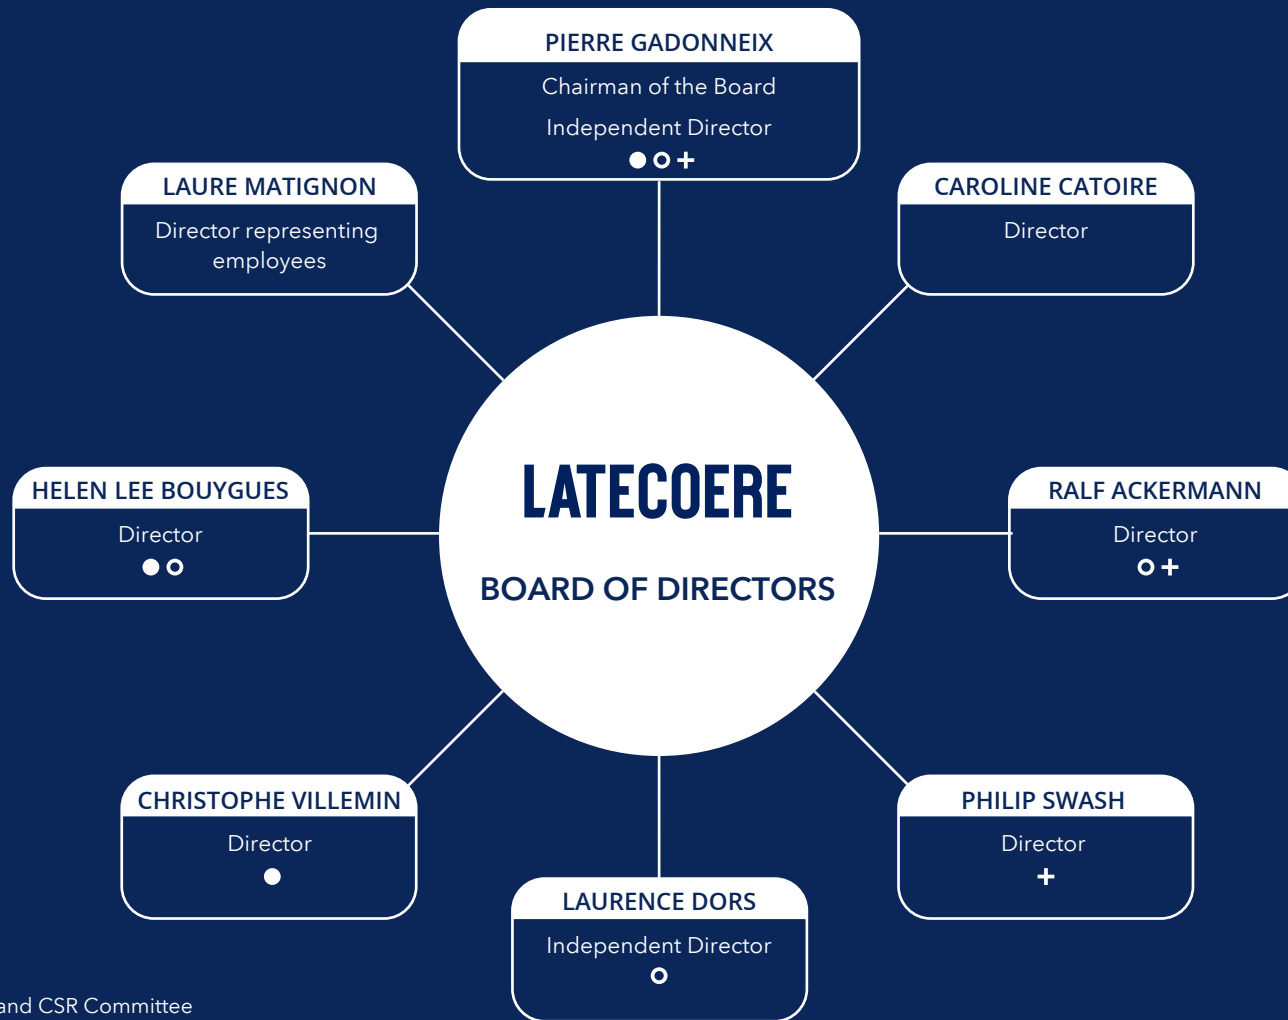 PIERRE GADONNEIX
Chairman of the Board
Independent Director
LAURE MATIGNON
Director representing
employees
CAROLINE CATOIRE
Director
LATECOERE
BOARD OF DIRECTORS
HELEN LEE BOUYGUES
Director
RALF ACKERMANN
Director
CHRISTOPHE VILLEMIN
Director
PHILIP SWASH
Director
LAURENCE DORS
Independent Director
and CSR Committee